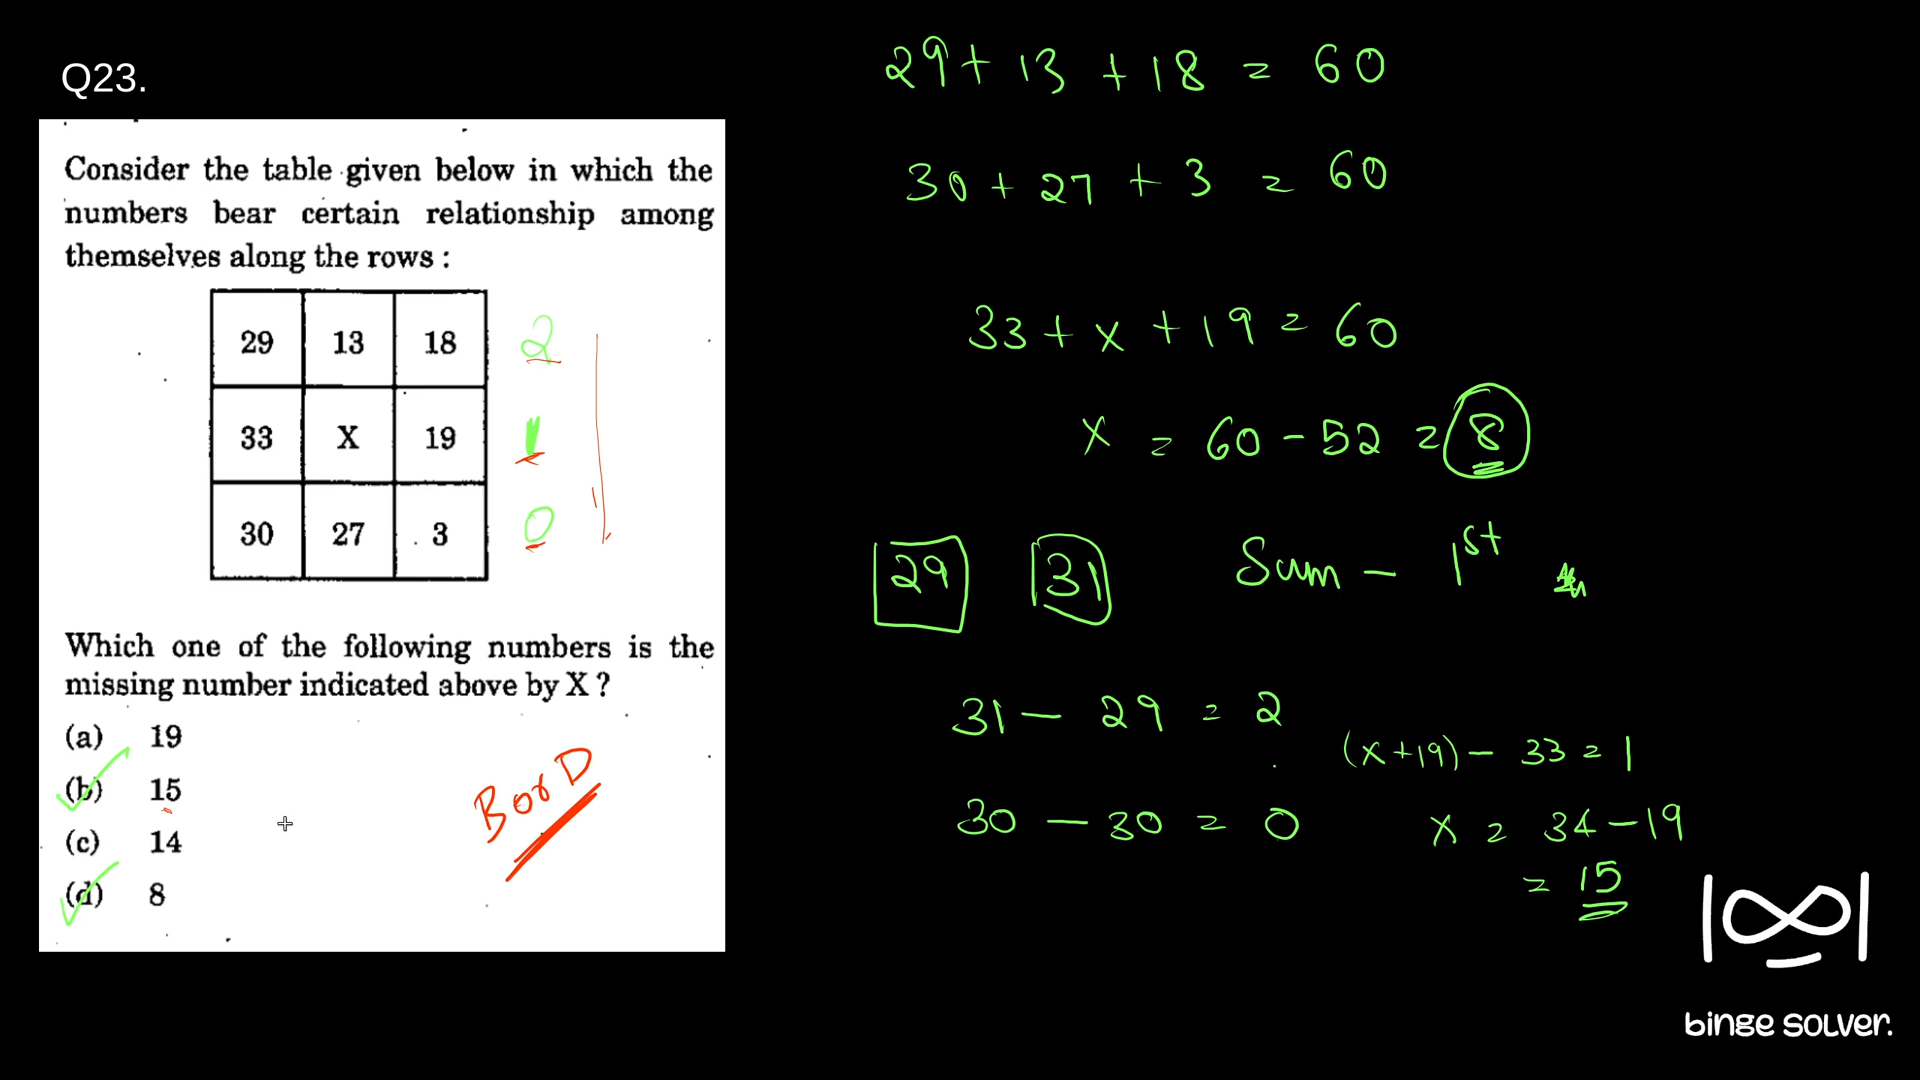 Q23.
Consider the table given below in which the
numbers bear certain relationship among
themselves along the rows :
29 13 18 2
33 X 19 1
30 27 3 0
Which one of the following numbers is the
missing number indicated above by X ?
(a) 19
(b) 15
(c) 14
(d) 8
B or D
29 + 13 + 18 = 60
30 + 27 + 3 = 60
33 + x + 19 = 60
x = 60 - 52 = 8
29 31 Sum - 1st
31 - 29 = 2
(x + 19) - 33 = 1
30 - 30 = 0
x = 34 - 19
= 15
binge solver.